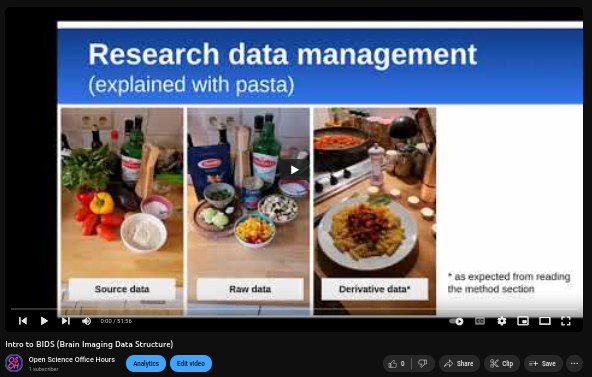 Research data management
(explained with pasta)
Source data
Raw data
Derivative data*
* as expected from reading
the method section
0:00 / 51:56
Intro to BIDS (Brain Imaging Data Structure)
Open Science Office Hours
1 subscriber
Analytics
Edit video
0
Share
Clip
Save